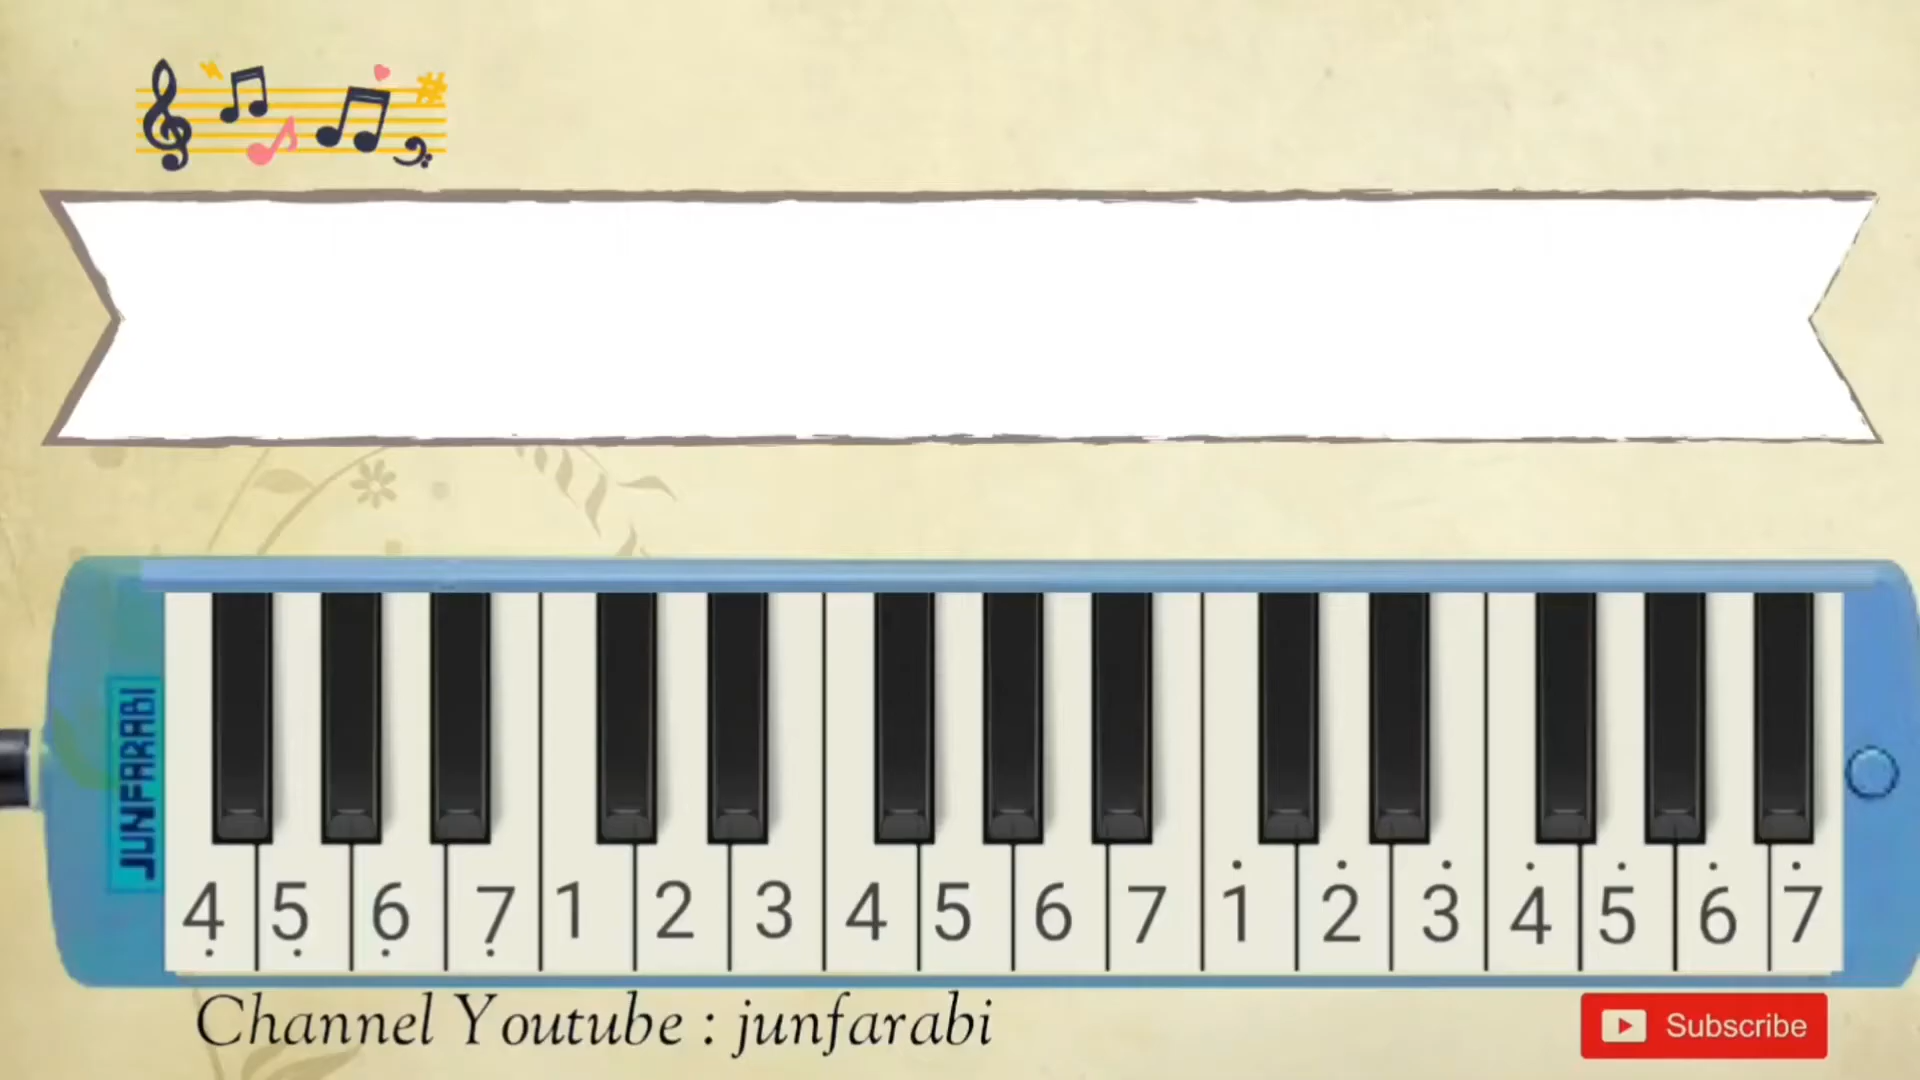 JUNFARABI
4̣ 5̣ 6̣ 7̣ 1 2 3 4 5 6 7 1̇ 2̇ 3̇ 4̇ 5̇ 6̇ 7̇
Channel Youtube : junfarabi
Subscribe